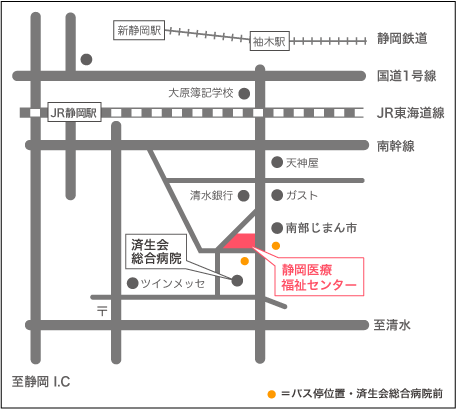 新静岡駅
柚木駅
静岡鉄道
国道1号線
大原簿記学校
JR静岡駅
JR東海道線
南幹線
天神屋
清水銀行
ガスト
南部じまん市
済生会
総合病院
静岡医療
福祉センター
ツインメッセ
〒
至清水
至静岡 I.C
＝バス停位置・済生会総合病院前